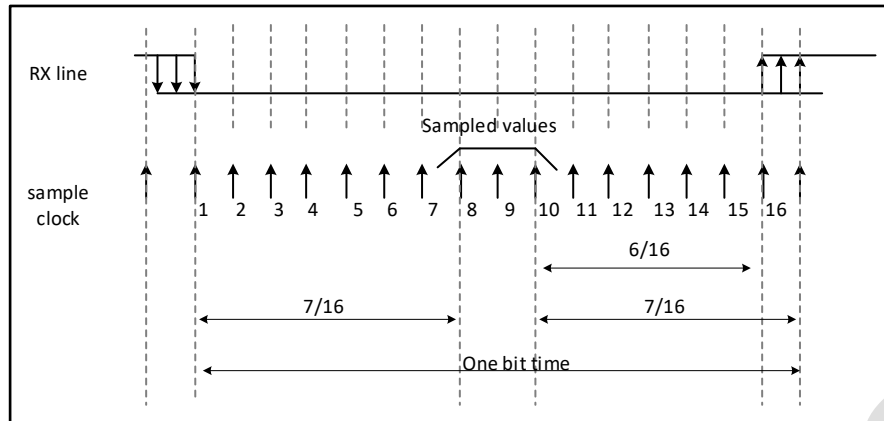 RX line
Sampled values
sample
clock
1 2 3 4 5 6 7 8 9 10 11 12 13 14 15 16
6/16
7/16 7/16
One bit time